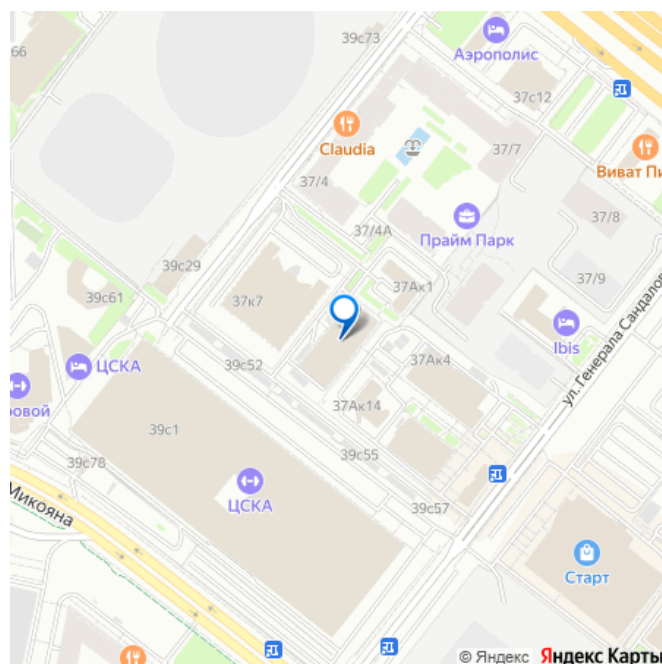 66
39с73
Аэрополис
37с12
Claudia
37/7
Виват Пи
37/4
37/8
37/4А
Прайм Парк
39с29
37Ак1
37/9
39с61
37к7
Ibis
ул. Генерала Сандалов
ЦСКА
39с52
37Ак4
ровой
37Ак14
39с1
39с55
39с78
ЦСКА
39с57
Микояна
Старт
© Яндекс Яндекс Карты